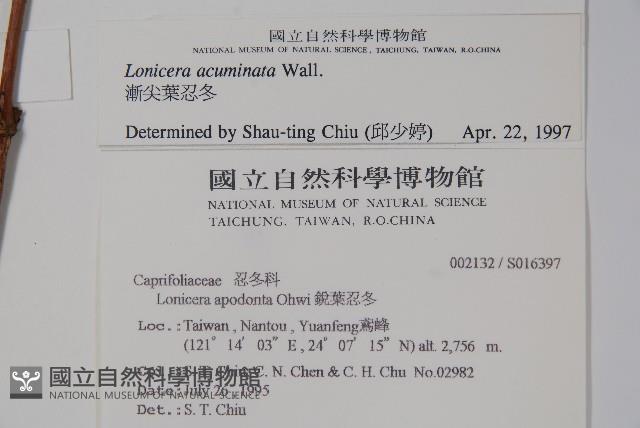 國立自然科學博物館
NATIONAL MUSEUM OF NATURAL SCIENCE, TAICHUNG, TAIWAN, R.O.CHINA
Lonicera acuminata Wall.
漸尖葉忍冬
Determined by Shau-ting Chiu (邱少婷) Apr. 22, 1997
國立自然科學博物館
NATIONAL MUSEUM OF NATURAL SCIENCE
TAICHUNG. TAIWAN, R.O.CHINA
002132 / S016397
Caprifoliaceae 忍冬科
Lonicera apodonta Ohwi 銳葉忍冬
Loc.:Taiwan, Nantou, Yuanfeng鳶峰
(121° 14' 03" E, 24° 07' 15" N) alt. 2,756 m.
C. N. Chen & C. H. Chu No.02982
Date:July 26, 1995
Det.: S. T. Chiu
國立自然科學博物館
NATIONAL MUSEUM OF NATURAL SCIENCE